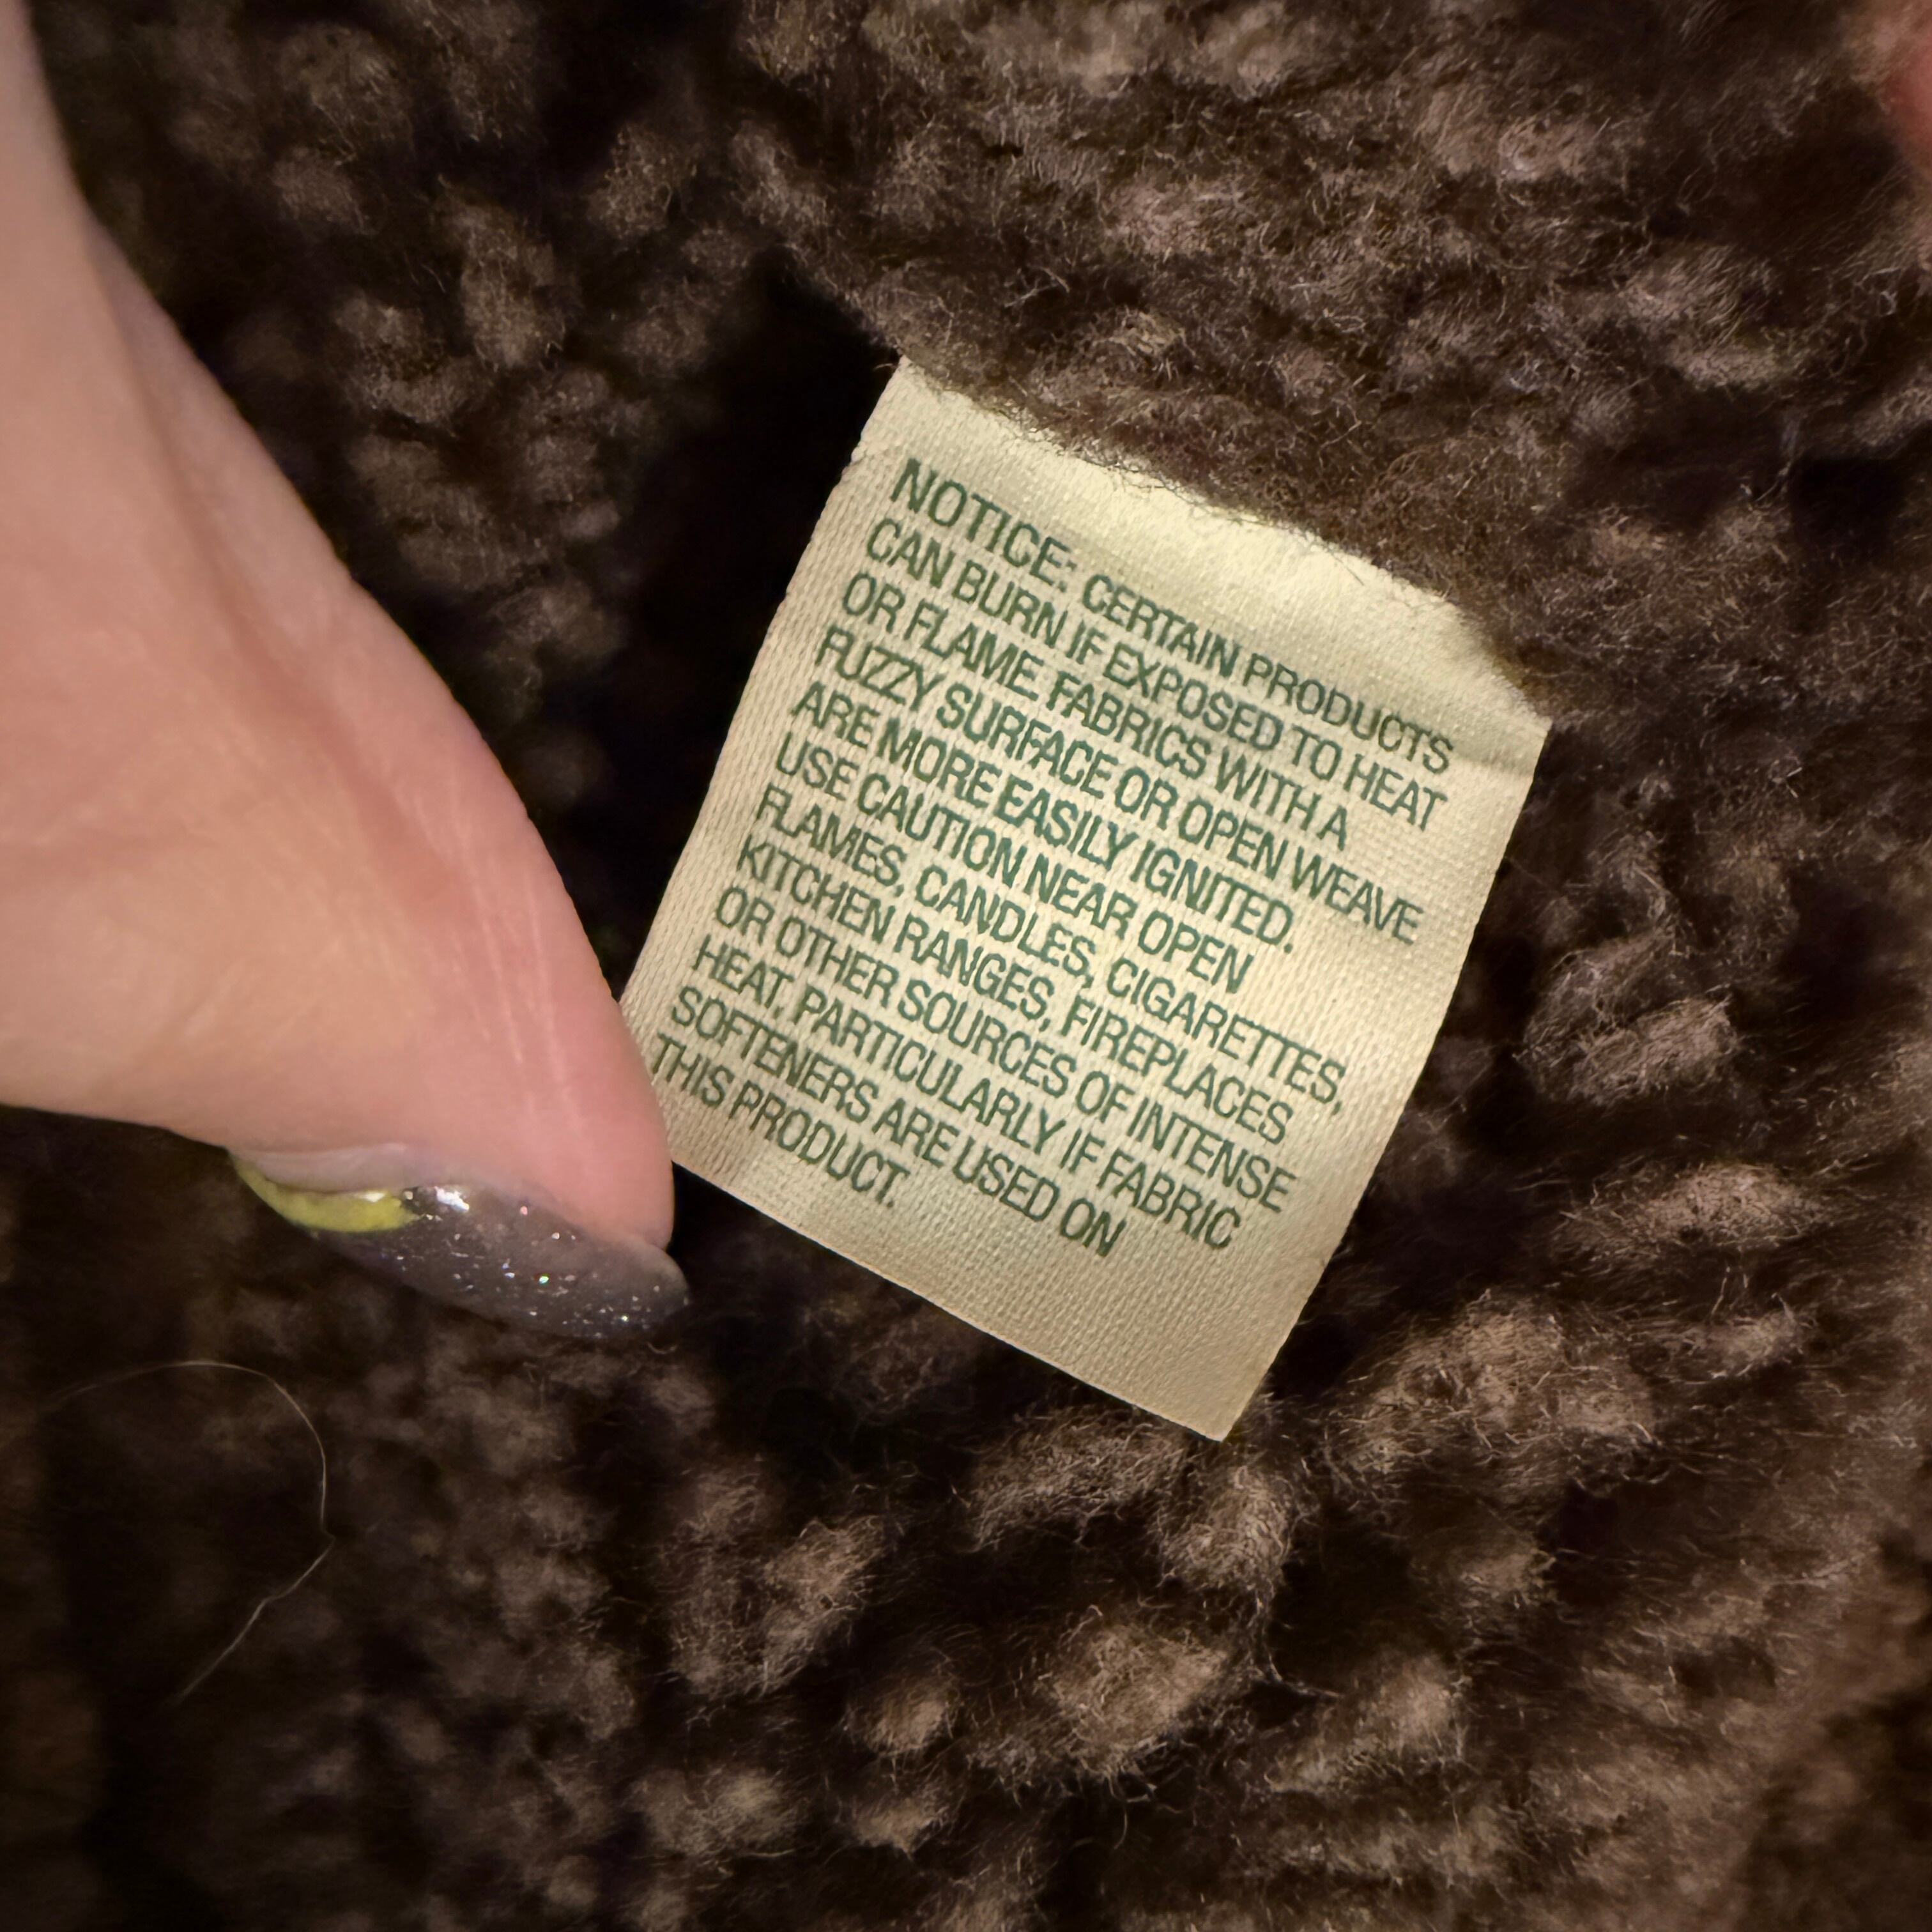 NOTICE: CERTAIN PRODUCTS
CAN BURN IF EXPOSED TO HEAT
OR FLAME. FABRICS WITH A
FUZZY SURFACE OR OPEN WEAVE
ARE MORE EASILY IGNITED.
USE CAUTION NEAR OPEN
FLAMES, CANDLES, CIGARETTES,
KITCHEN RANGES, FIREPLACES
OR OTHER SOURCES OF INTENSE
HEAT, PARTICULARLY IF FABRIC
SOFTENERS ARE USED ON
THIS PRODUCT.